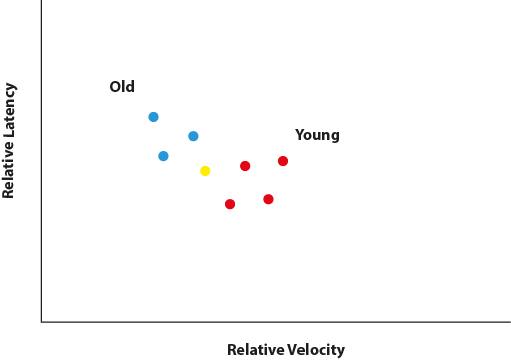 Old
Young
Relative Latency
Relative Velocity